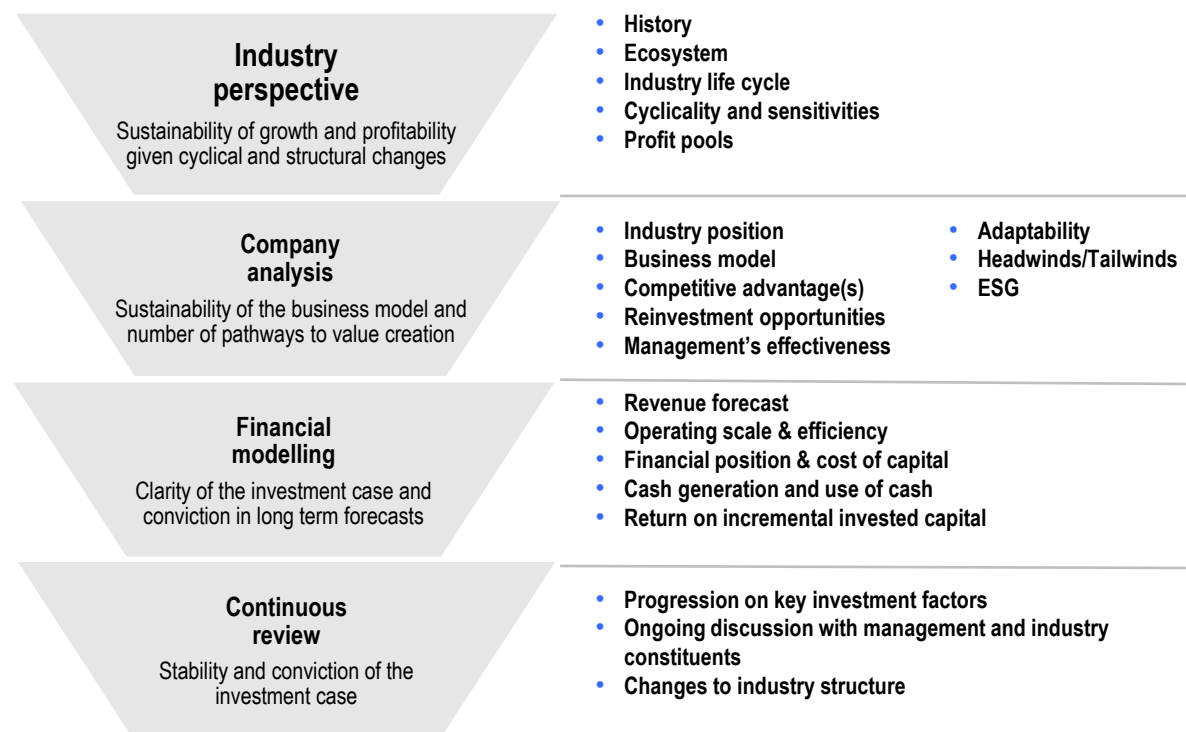 Industry
perspective
Sustainability of growth and profitability
given cyclical and structural changes
• History
• Ecosystem
• Industry life cycle
• Cyclicality and sensitivities
• Profit pools
Company
analysis
Sustainability of the business model and
number of pathways to value creation
• Industry position
• Business model
• Competitive advantage(s)
• Reinvestment opportunities
• Management's effectiveness
• Adaptability
• Headwinds/Tailwinds
• ESG
Financial
modelling
Clarity of the investment case and
conviction in long term forecasts
• Revenue forecast
• Operating scale & efficiency
• Financial position & cost of capital
• Cash generation and use of cash
• Return on incremental invested capital
Continuous
review
Stability and conviction of the
investment case
• Progression on key investment factors
• Ongoing discussion with management and industry
constituents
• Changes to industry structure